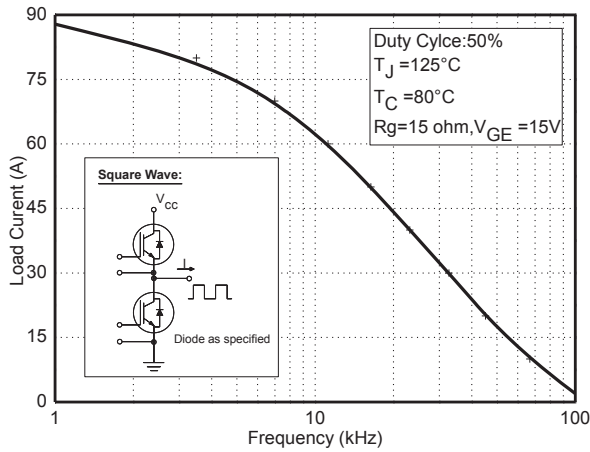 90
75
60
45
30
15
0
Load Current (A)
Duty Cylce:50%
TJ =125°C
TC =80°C
Rg=15 ohm,VGE =15V
Square Wave:
VCC
I
Diode as specified
1
10
100
Frequency (kHz)